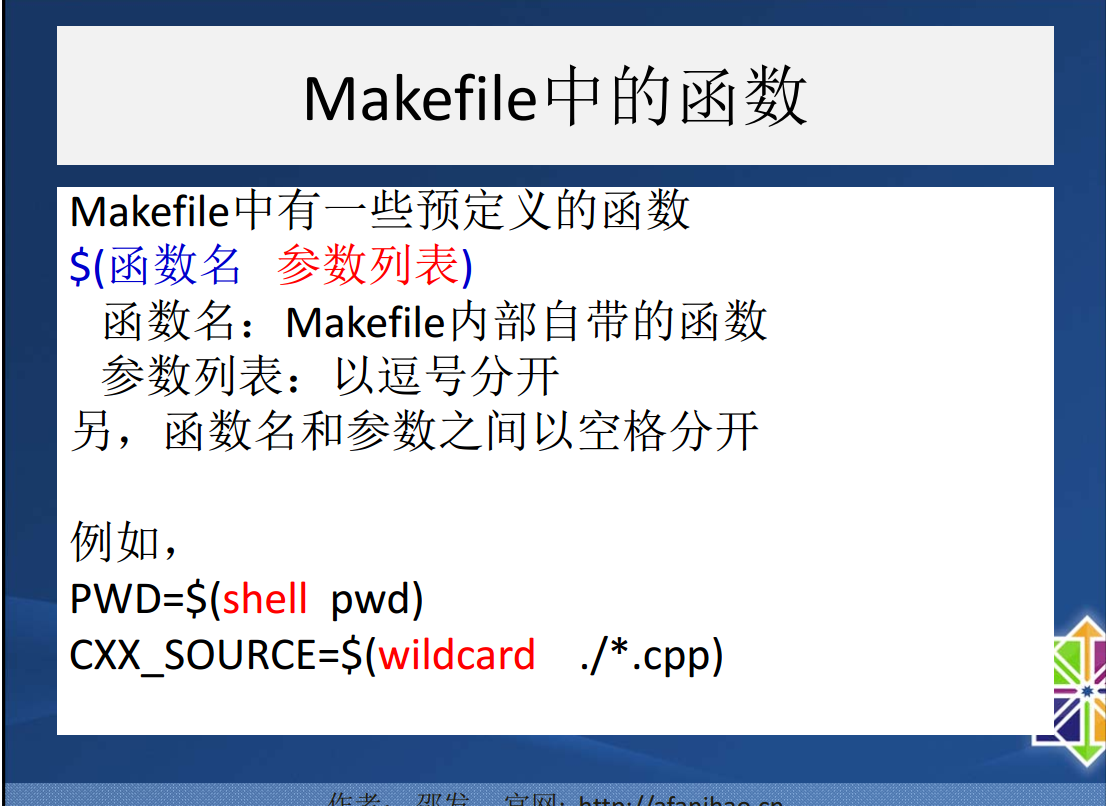 Makefile中的函数
Makefile中有一些预定义的函数
$(函数名 参数列表)
函数名：Makefile内部自带的函数
参数列表：以逗号分开
另，函数名和参数之间以空格分开
例如，
PWD=$(shell pwd)
CXX_SOURCE=$(wildcard ./*.cpp)
作者：邵发 官网：http://afanihao.cn